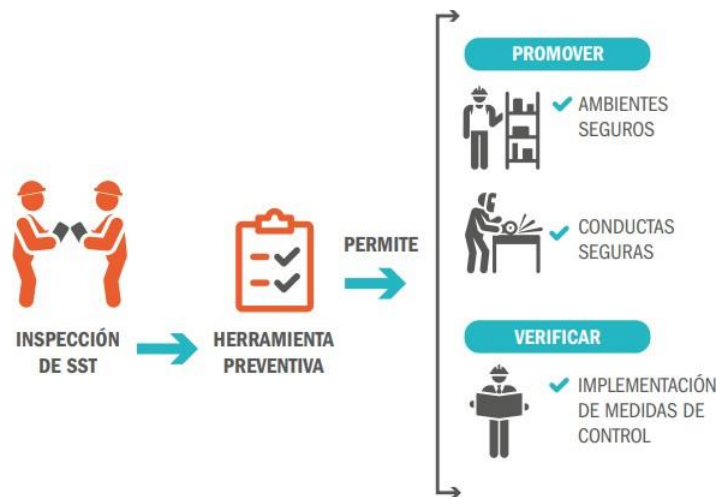 INSPECCIÓN
DE SST
HERRAMIENTA
PREVENTIVA
PERMITE
PROMOVER
AMBIENTES
SEGUROS
CONDUCTAS
SEGURAS
VERIFICAR
IMPLEMENTACIÓN
DE MEDIDAS DE
CONTROL